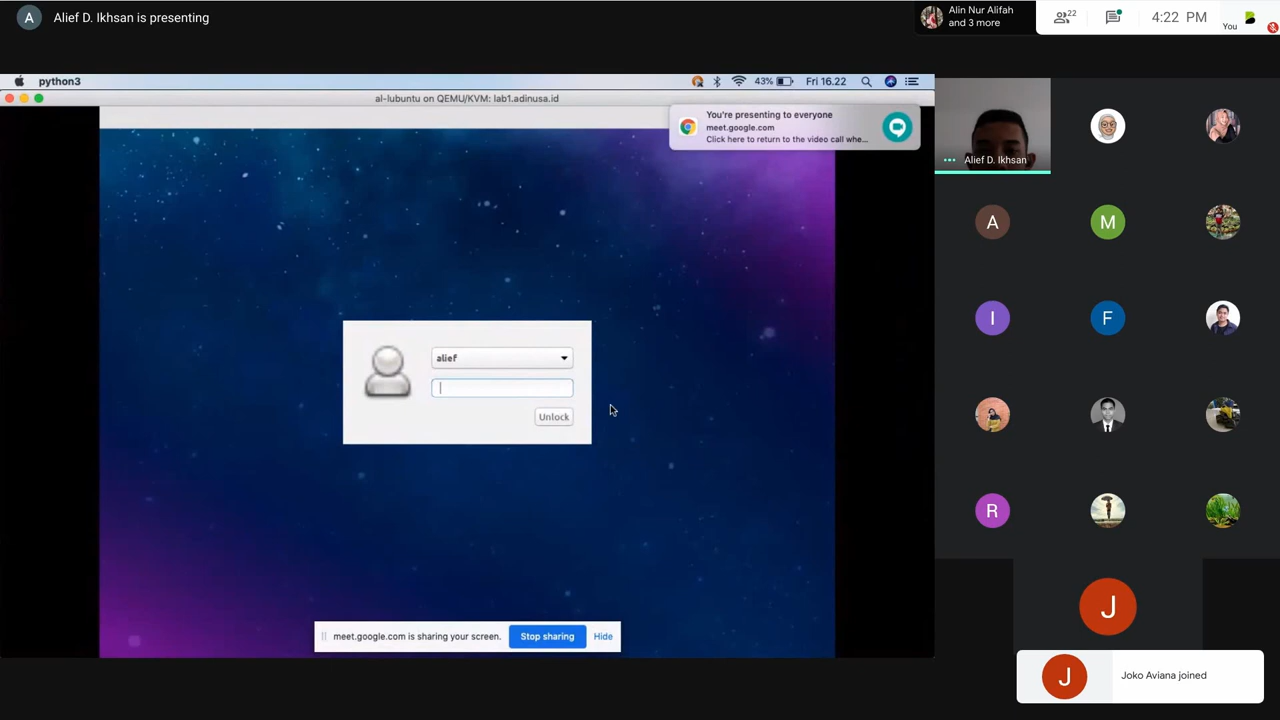 A
Alief D. Ikhsan is presenting
Alin Nur Alifah
and 3 more
22
4:22 PM
You
python3
43%
Fri 16.22
al-lubuntu on QEMU/KVM: lab1.adinusa.id
You're presenting to everyone
meet.google.com
Click here to return to the video call whe...
Alief D. Ikhsan
alief
Unlock
A
M
I
F
R
J
meet.google.com is sharing your screen.
Stop sharing
Hide
J
Joko Aviana joined